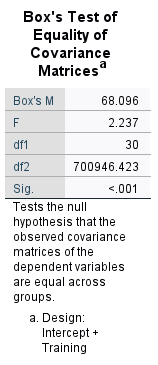 Box's Test of
Equality of
Covariance
Matricesᵃ
Box's M 68.096
F 2.237
df1 30
df2 700946.423
Sig. <.001
Tests the null
hypothesis that the
observed covariance
matrices of the
dependent variables
are equal across
groups.
a. Design:
Intercept +
Training